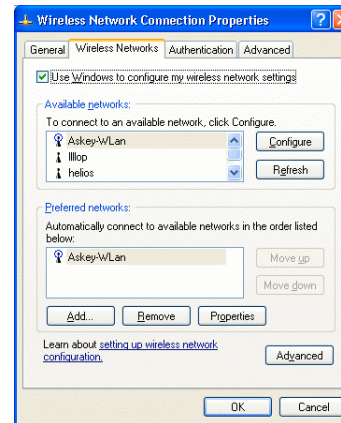 Wireless Network Connection Properties
General Wireless Networks Authentication Advanced
Use Windows to configure my wireless network settings
Available networks:
To connect to an available network, click Configure.
Askey-WLan
Configure
llllop
helios
Refresh
Preferred networks:
Automatically connect to available networks in the order listed
below:
Askey-WLan
Move up
Move down
Add... Remove Properties
Learn about setting up wireless network
configuration.
Advanced
OK Cancel